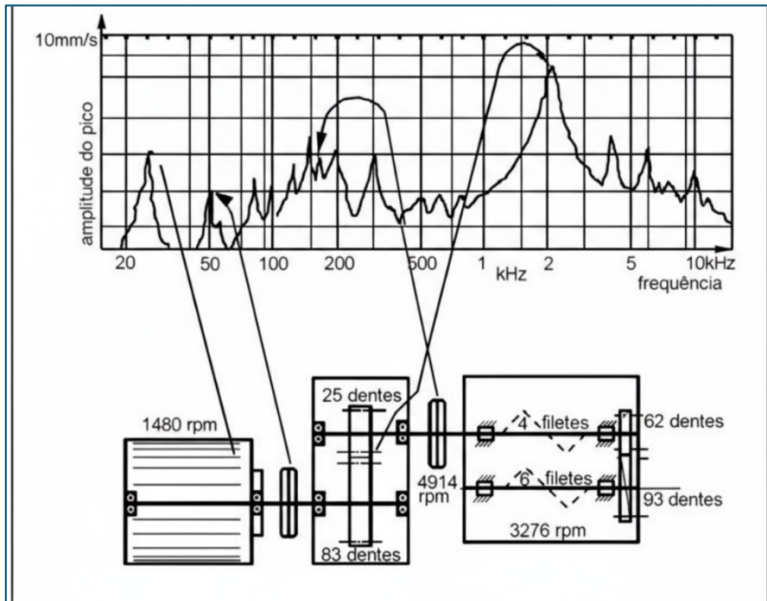 10mm/s
amplitude do pico
20 50 100 200 500 1 2 5 10kHz
kHz
frequência
1480 rpm
25 dentes
83 dentes
4914
rpm
4 filetes
6 filetes
62 dentes
93 dentes
3276 rpm